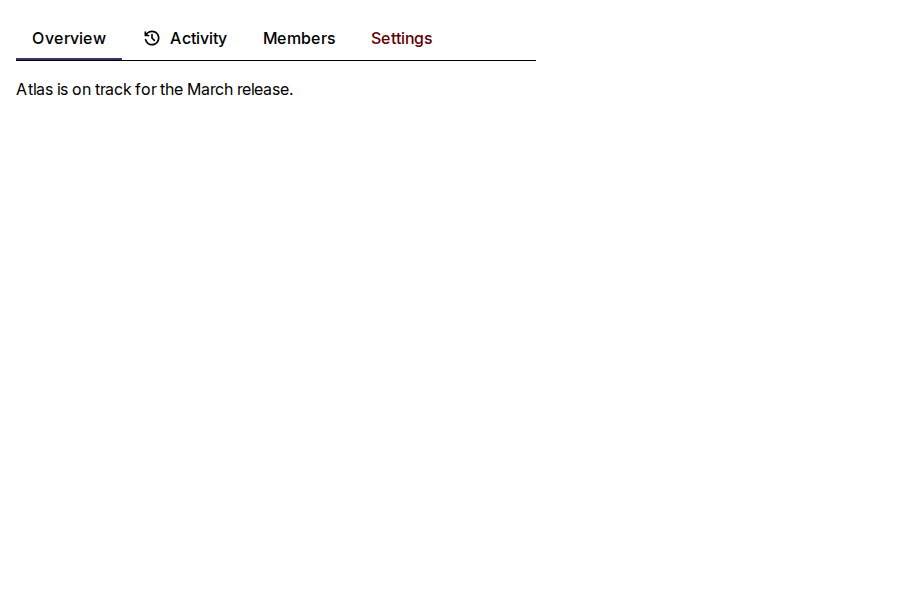 Overview Activity Members Settings
Atlas is on track for the March release.